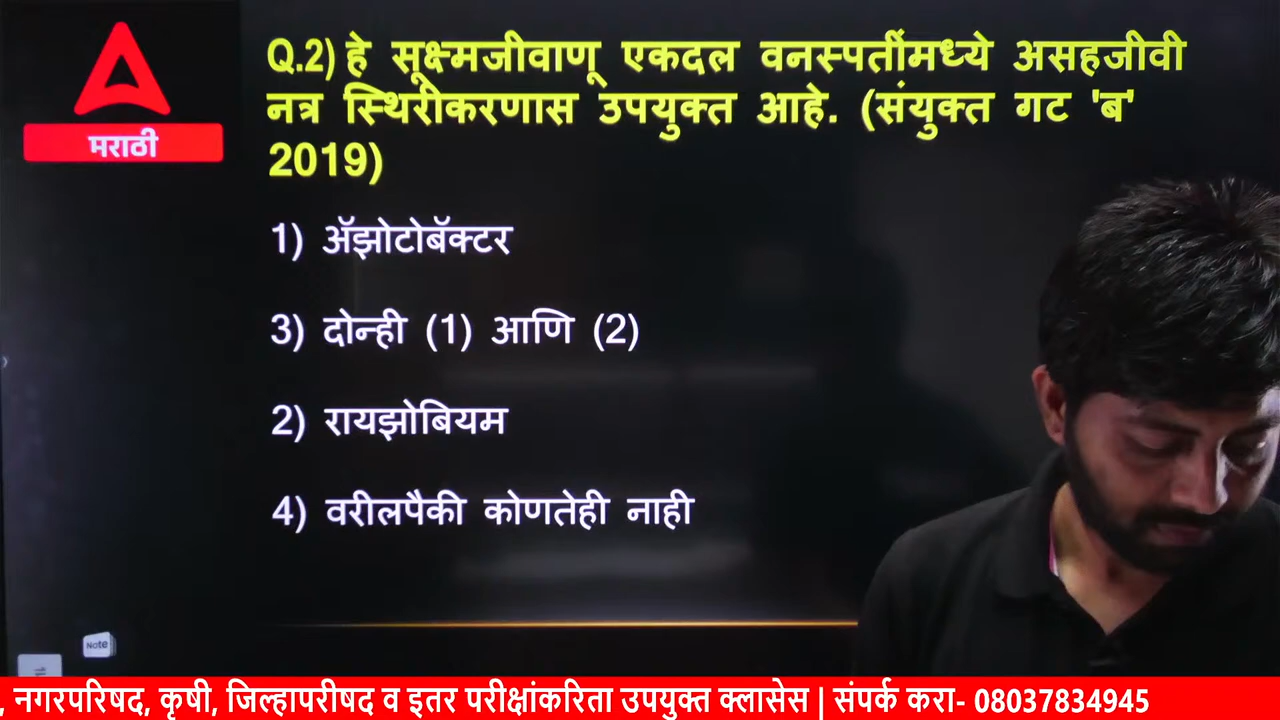 मराठी
Q.2) हे सूक्ष्मजीवाणू एकदल वनस्पतींमध्ये असहजीवी
नत्र स्थिरीकरणास उपयुक्त आहे. (संयुक्त गट 'ब'
2019)
1) ॲझोटोबॅक्टर
3) दोन्ही (1) आणि (2)
2) रायझोबियम
4) वरीलपैकी कोणतेही नाही
Note
, नगरपरिषद, कृषी, जिल्हापरीषद व इतर परीक्षांकरिता उपयुक्त क्लासेस | संपर्क करा- 08037834945